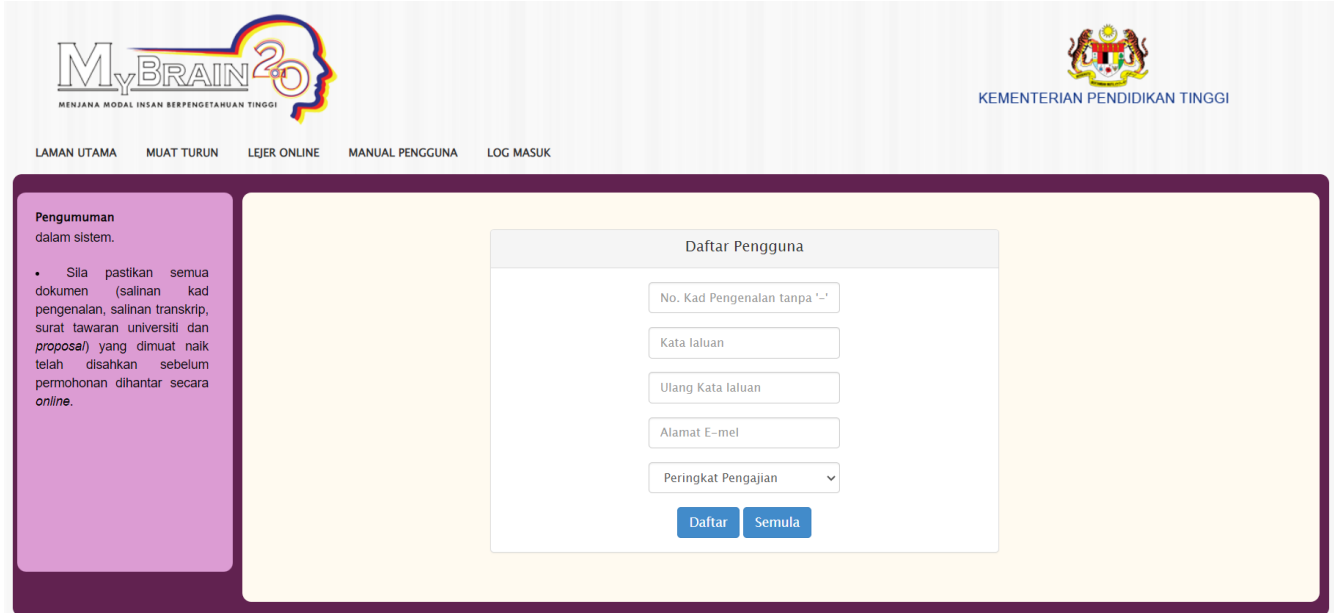 MyBRAIN 2.0
MENJANA MODAL INSAN BERPENGETAHUAN TINGGI
KEMENTERIAN PENDIDIKAN TINGGI
LAMAN UTAMA MUAT TURUN LEJER ONLINE MANUAL PENGGUNA LOG MASUK
Pengumuman
dalam sistem.
• Sila pastikan semua
dokumen (salinan kad
pengenalan, salinan transkrip,
surat tawaran universiti dan
proposal) yang dimuat naik
telah disahkan sebelum
permohonan dihantar secara
online.
Daftar Pengguna
No. Kad Pengenalan tanpa '-'
Kata laluan
Ulang Kata laluan
Alamat E-mel
Peringkat Pengajian
Daftar Semula